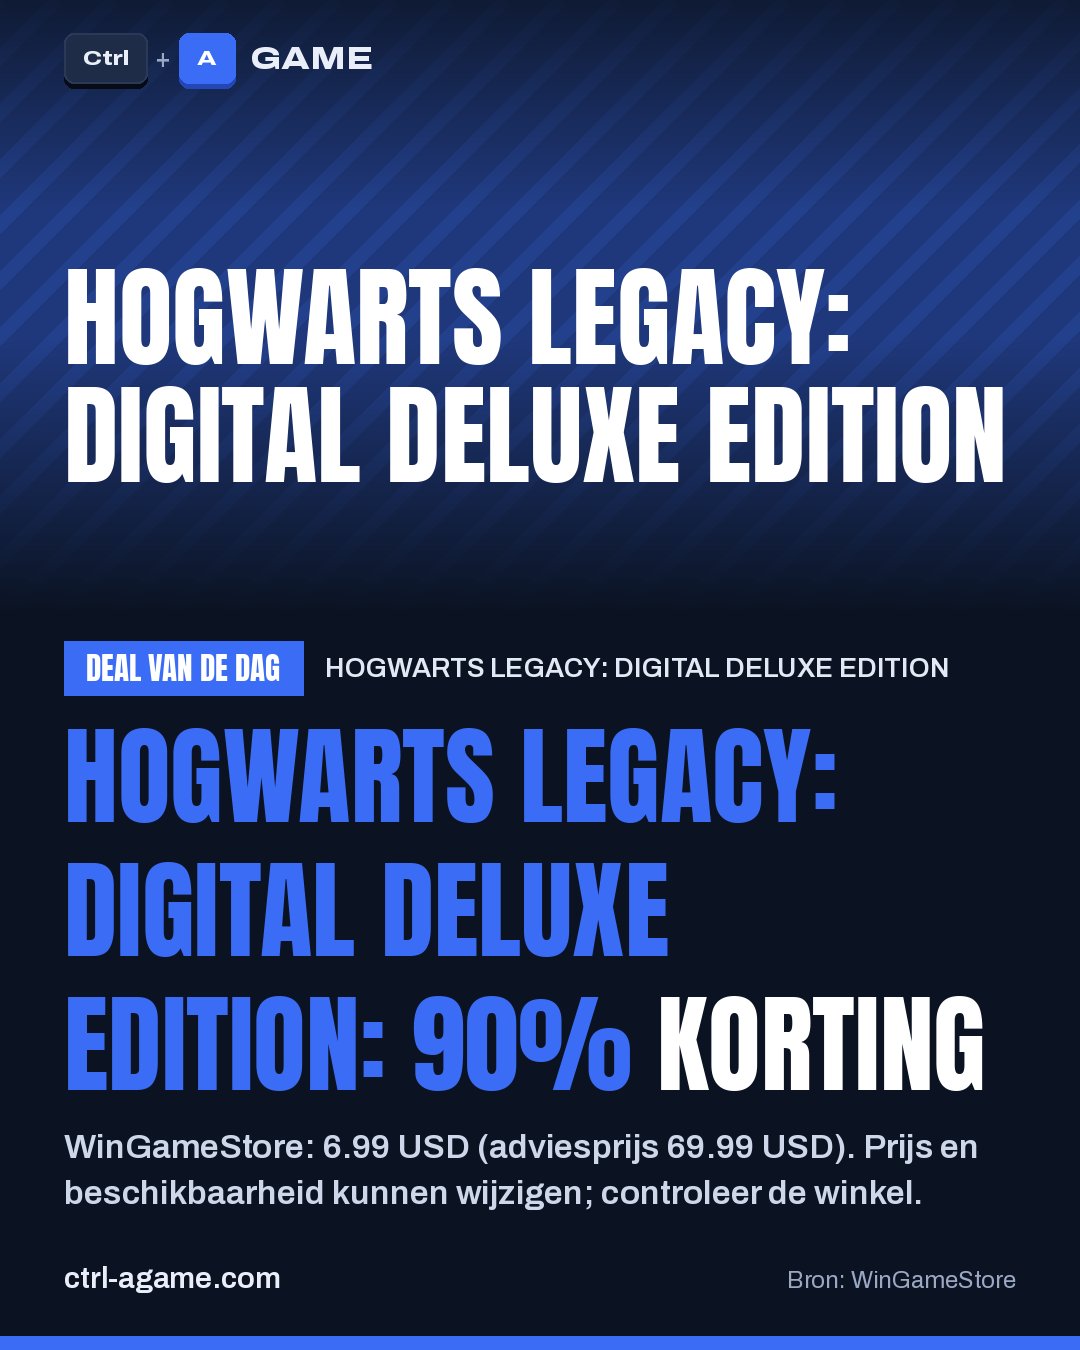 Ctrl + A GAME
HOGWARTS LEGACY:
DIGITAL DELUXE EDITION
DEAL VAN DE DAG HOGWARTS LEGACY: DIGITAL DELUXE EDITION
HOGWARTS LEGACY:
DIGITAL DELUXE
EDITION: 90% KORTING
WinGameStore: 6.99 USD (adviesprijs 69.99 USD). Prijs en
beschikbaarheid kunnen wijzigen; controleer de winkel.
ctrl-agame.com Bron: WinGameStore